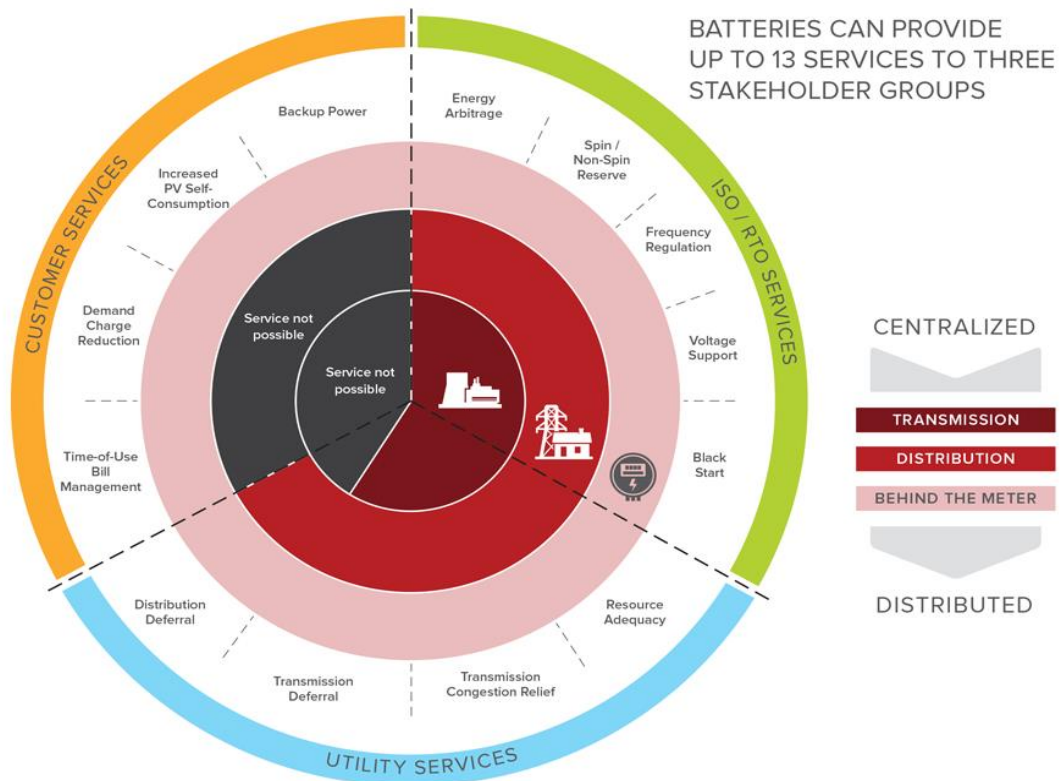 BATTERIES CAN PROVIDE
UP TO 13 SERVICES TO THREE
STAKEHOLDER GROUPS
CUSTOMER SERVICES
ISO / RTO SERVICES
UTILITY SERVICES
Backup Power
Energy
Arbitrage
Spin /
Non-Spin
Reserve
Frequency
Regulation
Voltage
Support
Black
Start
Resource
Adequacy
Transmission
Congestion Relief
Transmission
Deferral
Distribution
Deferral
Time-of-Use
Bill
Management
Demand
Charge
Reduction
Increased
PV Self-
Consumption
Service not
possible
Service not
possible
CENTRALIZED
TRANSMISSION
DISTRIBUTION
BEHIND THE METER
DISTRIBUTED